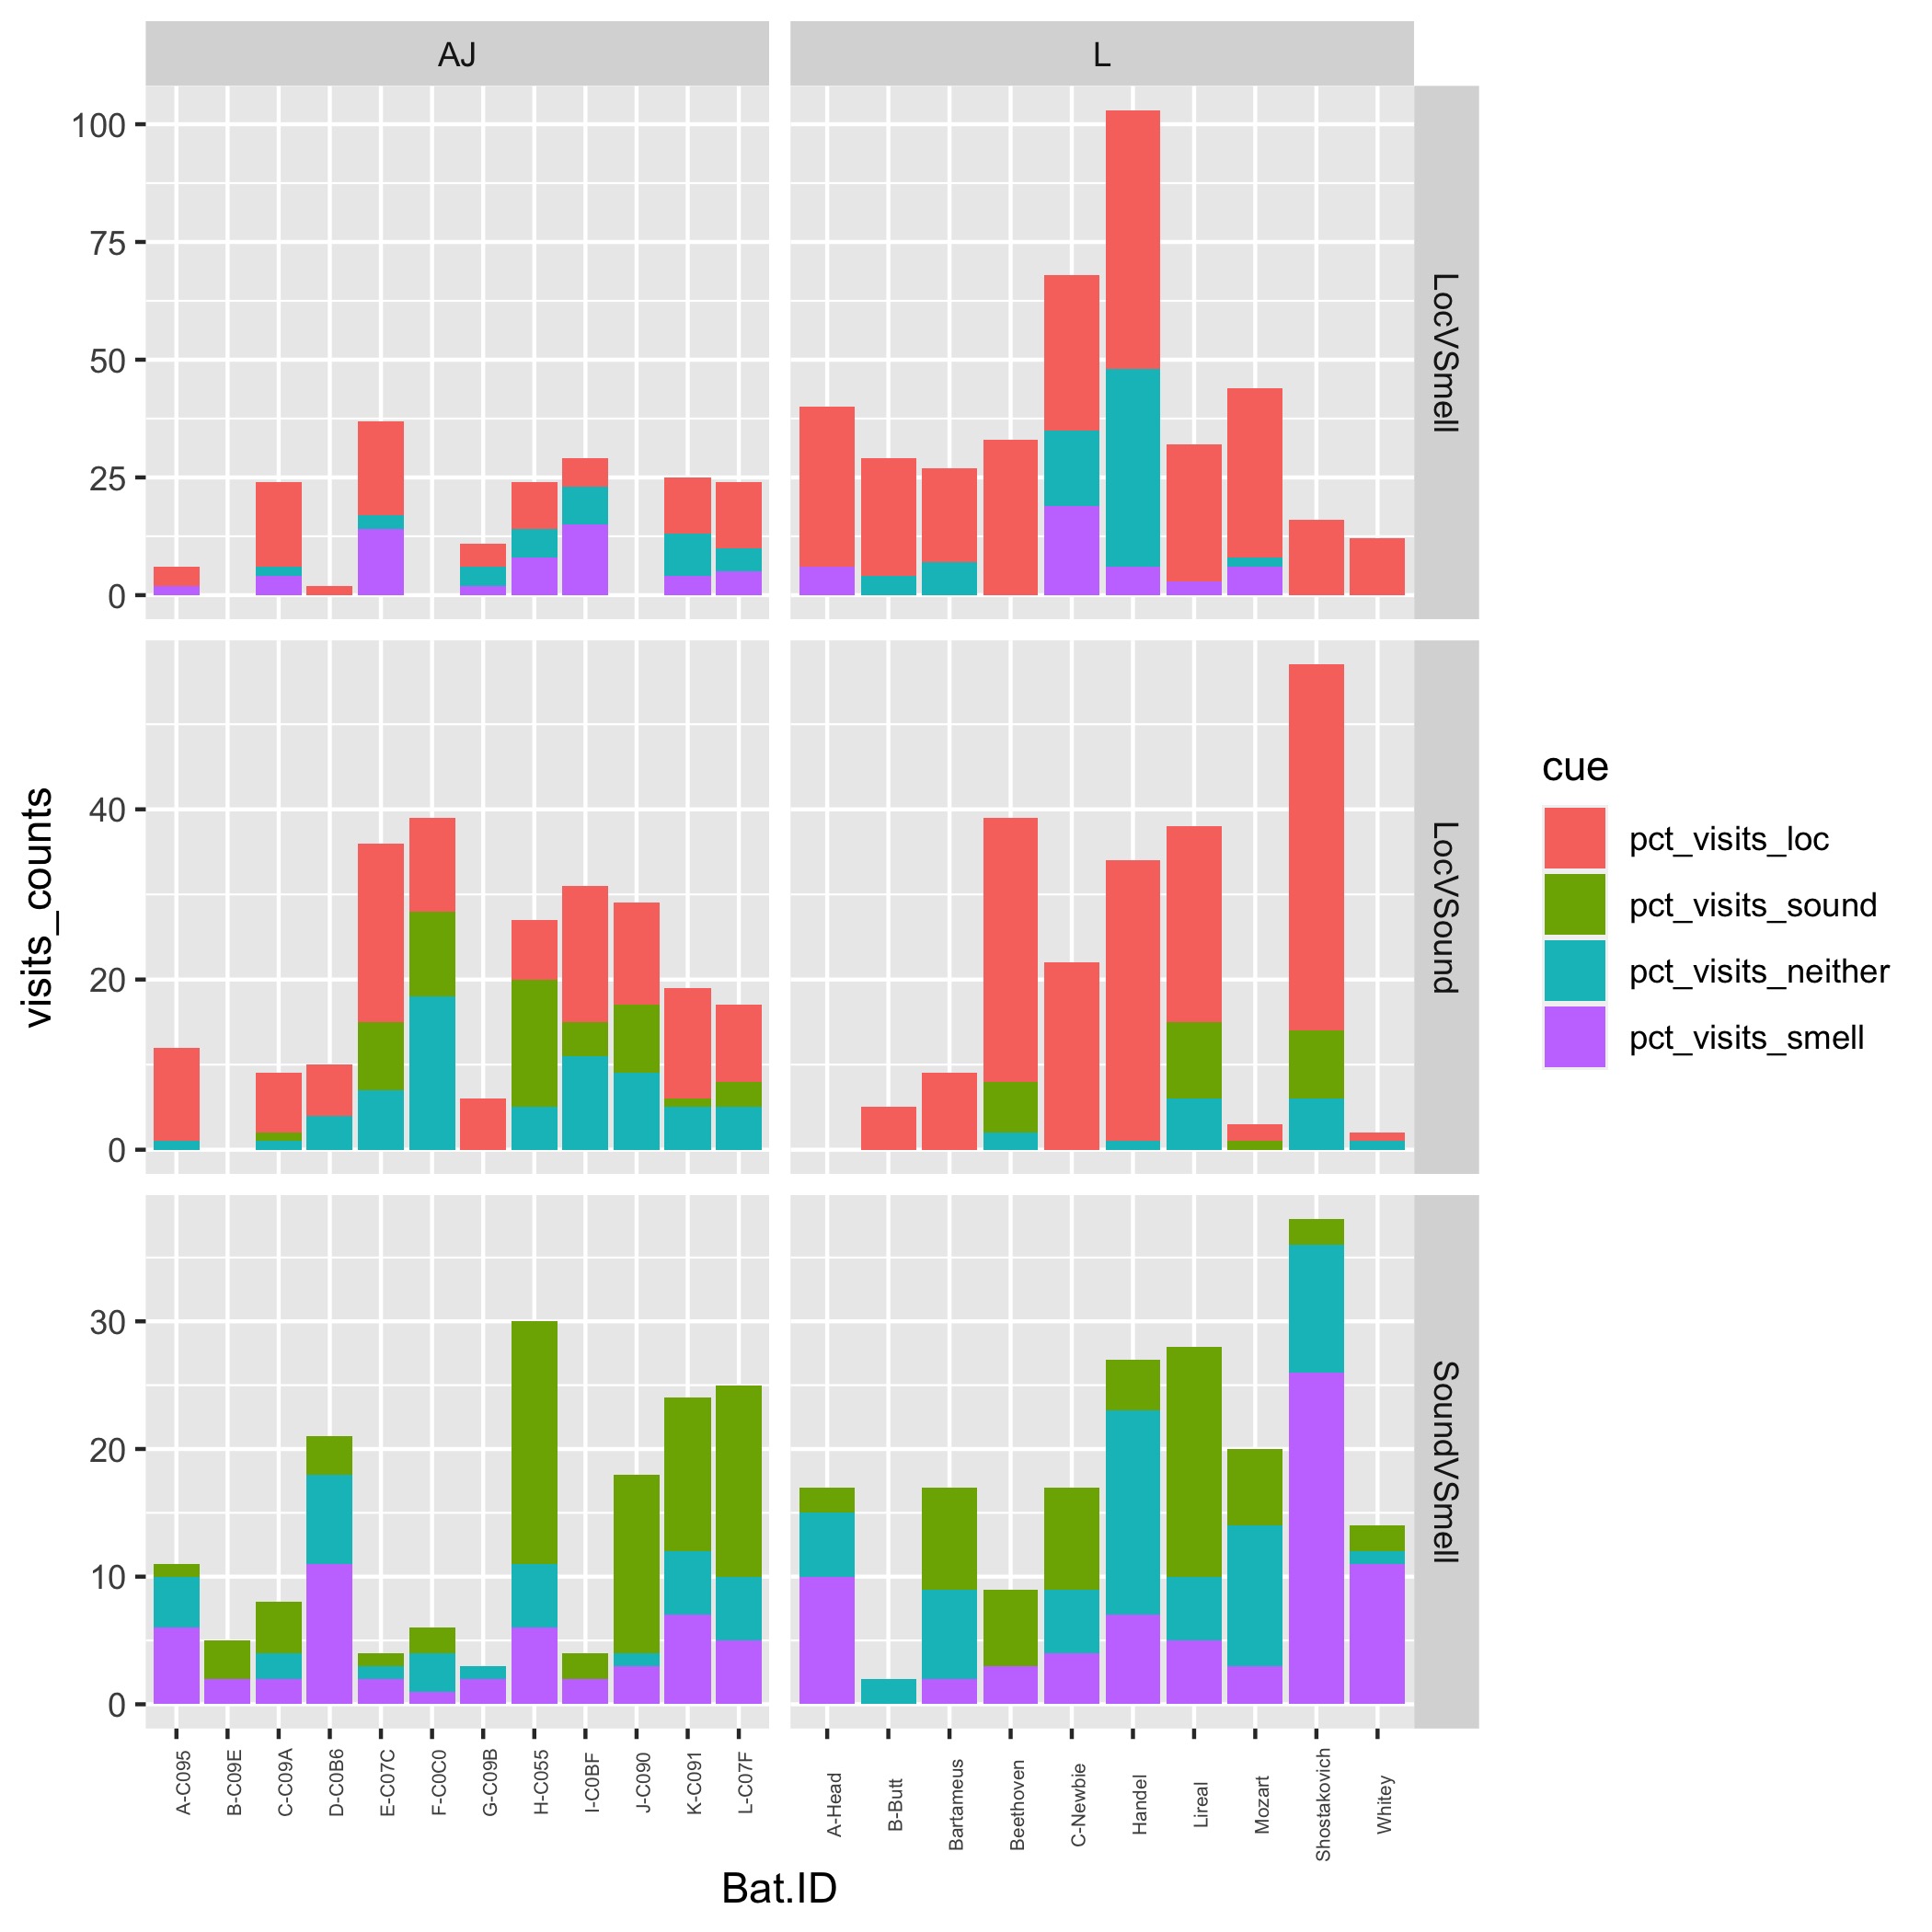 AJ
L
100
75
50
25
0
LocVSmell
40
20
0
LocVSound
30
20
10
0
SoundVSmell
visits_counts
A-C095
B-C09E
C-C09A
D-C0B6
E-C07C
F-C0C0
G-C09B
H-C055
I-C0BF
J-C090
K-C091
L-C07F
A-Head
B-Butt
Bartameus
Beethoven
C-Newbie
Handel
Lireal
Mozart
Shostakovich
Whitey
Bat.ID
cue
pct_visits_loc
pct_visits_sound
pct_visits_neither
pct_visits_smell